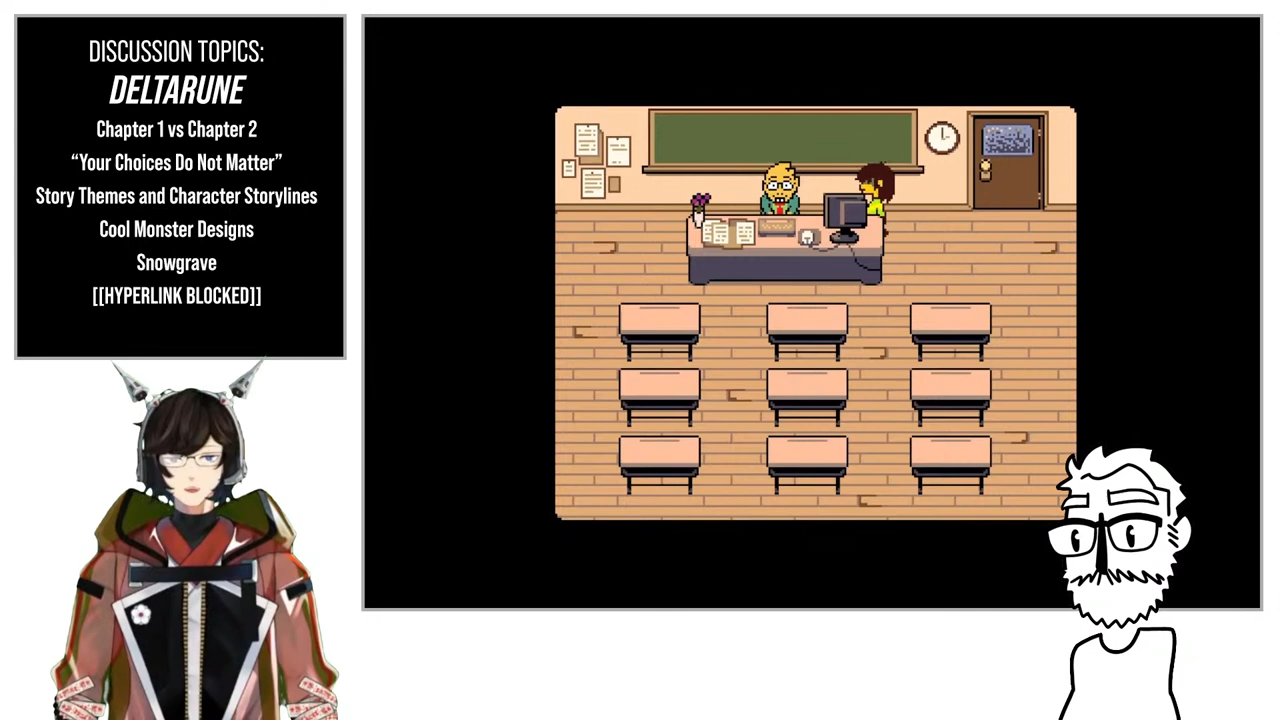 DISCUSSION TOPICS:
DELTARUNE
Chapter 1 vs Chapter 2
“Your Choices Do Not Matter”
Story Themes and Character Storylines
Cool Monster Designs
Snowgrave
[[HYPERLINK BLOCKED]]